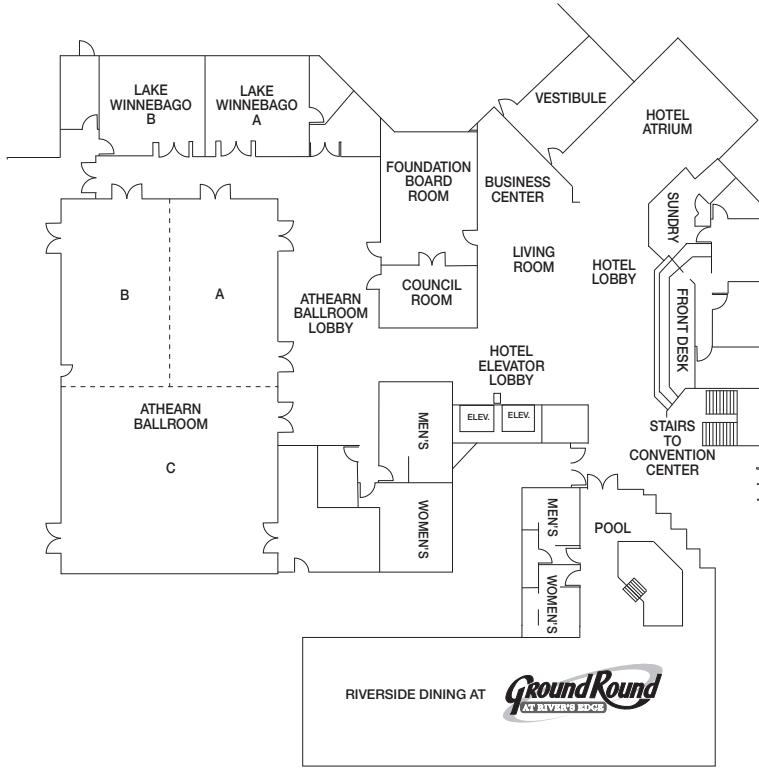 LAKE
WINNEBAGO
B
LAKE
WINNEBAGO
A
VESTIBULE
HOTEL
ATRIUM
FOUNDATION
BOARD
ROOM
BUSINESS
CENTER
SUNDRY
LIVING
ROOM
HOTEL
LOBBY
B
A
ATHEARN
BALLROOM
LOBBY
COUNCIL
ROOM
FRONT DESK
HOTEL
ELEVATOR
LOBBY
ELEV.
ELEV.
ATHEARN
BALLROOM
C
MEN'S
WOMEN'S
STAIRS
TO
CONVENTION
CENTER
MEN'S
WOMEN'S
POOL
RIVERSIDE DINING AT
GroundRound
AT RIVER'S EDGE